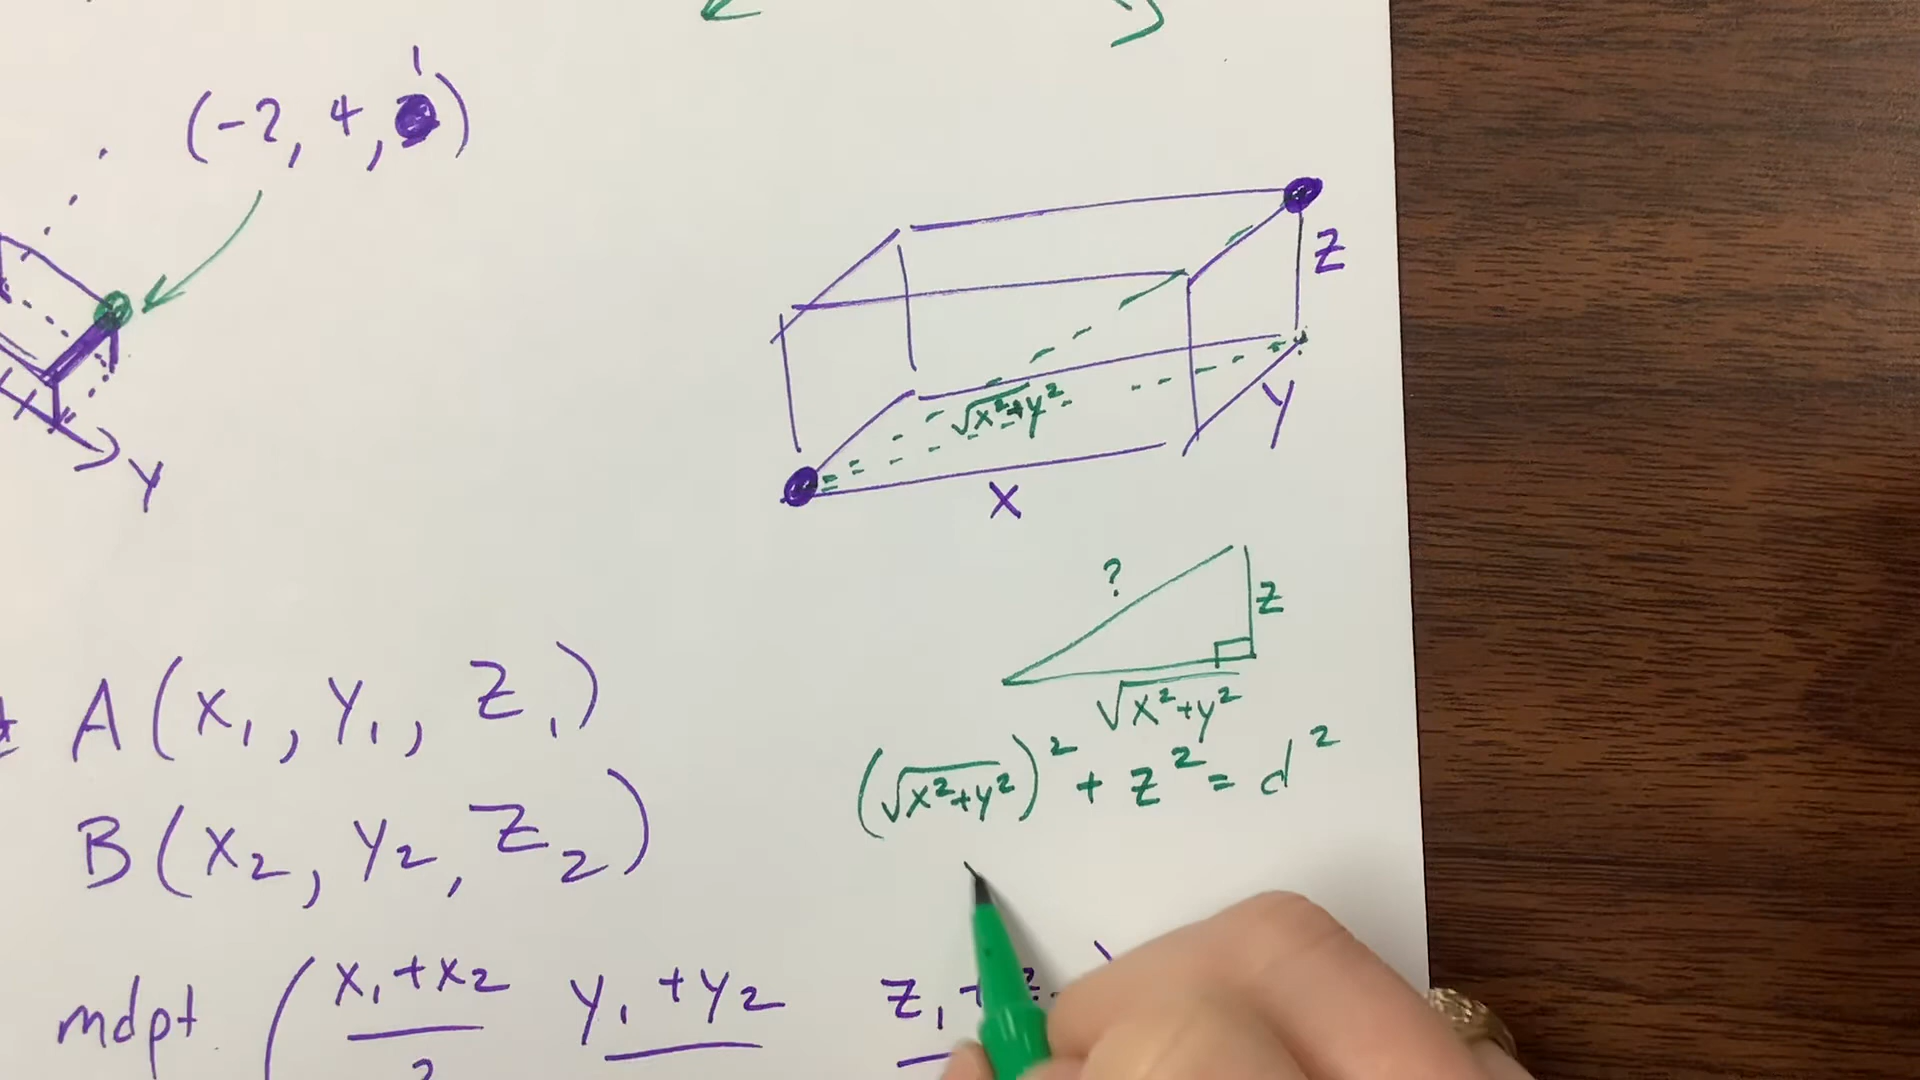 (-2, 4, 1)
Z
√x²+y²
Y
X
Y
?
Z
√x²+y²
(√x²+y²)² + z² = d²
A(x₁, y₁, z₁)
B(x₂, y₂, z₂)
mdpt ( x₁+x₂ y₁+y₂ z₁+
2